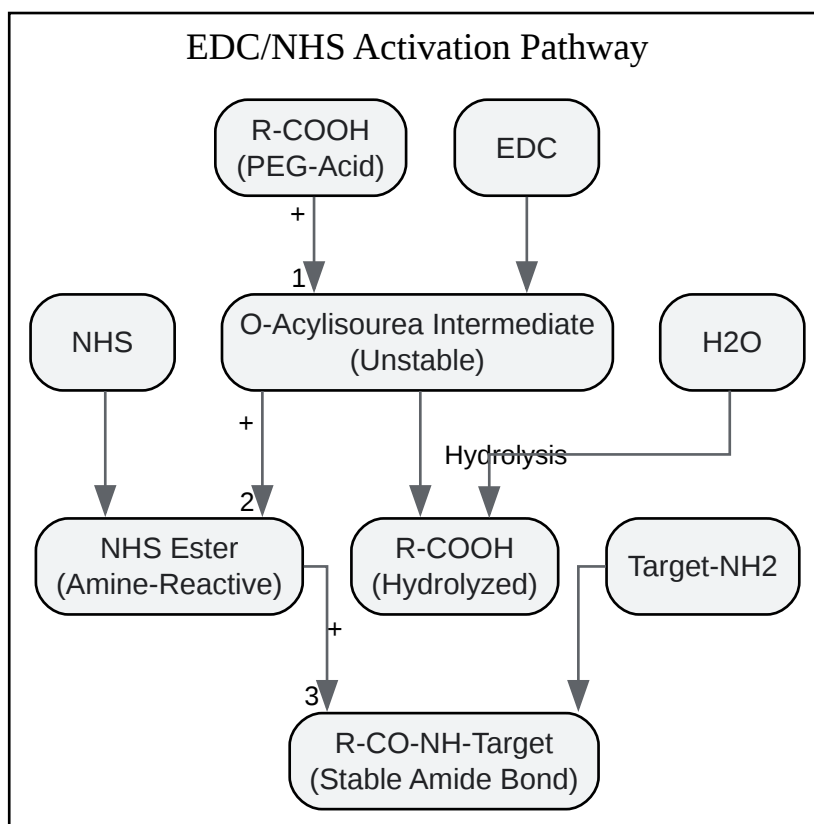 EDC/NHS Activation Pathway
R-COOH
(PEG-Acid)
EDC
+
1
NHS
O-Acylisourea Intermediate
(Unstable)
H2O
+
Hydrolysis
2
NHS Ester
(Amine-Reactive)
R-COOH
(Hydrolyzed)
Target-NH2
+
3
R-CO-NH-Target
(Stable Amide Bond)